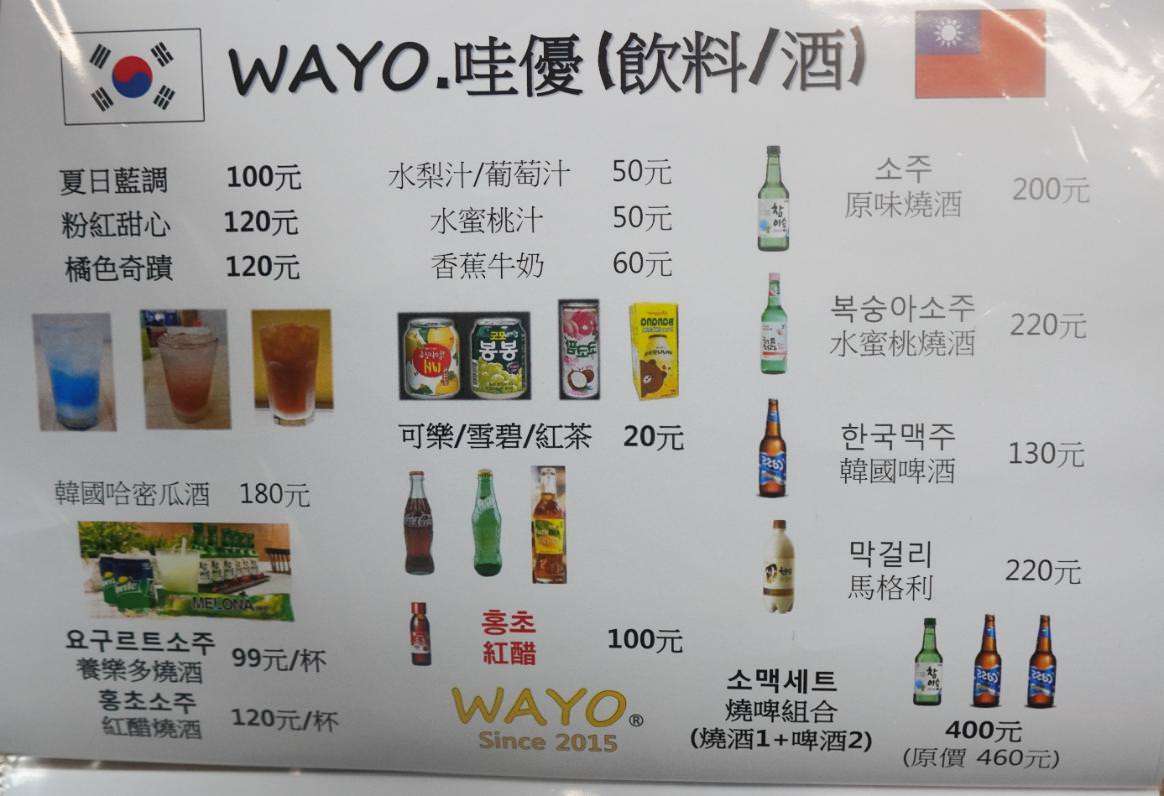 WAYO.哇優(飲料/酒)
夏日藍調 100元
粉紅甜心 120元
橘色奇蹟 120元
韓國哈密瓜酒 180元
MELONA
요구르트소주
養樂多燒酒 99元/杯
홍초소주
紅醋燒酒 120元/杯
水梨汁/葡萄汁 50元
水蜜桃汁 50元
香蕉牛奶 60元
봉봉
可樂/雪碧/紅茶 20元
Coca-Cola
홍초
紅醋 100元
WAYO®
Since 2015
소주
原味燒酒 200元
참이슬
복숭아소주
水蜜桃燒酒 220元
한국맥주
韓國啤酒 130元
막걸리
馬格利 220元
소맥세트
燒啤組合
(燒酒1+啤酒2)
400元
(原價 460元)